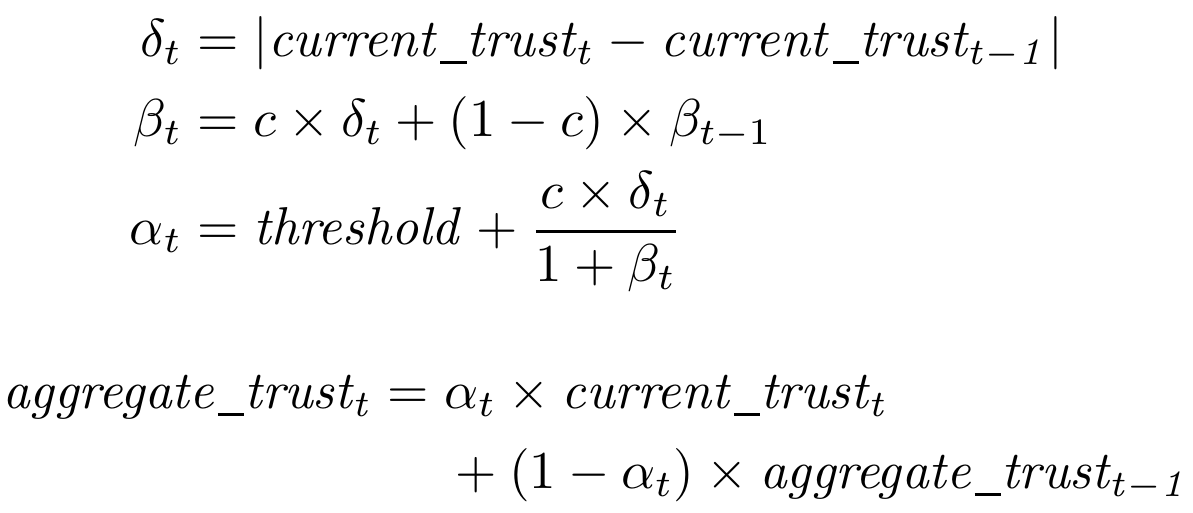 δ_t = |current_trust_t − current_trust_{t−1}|
β_t = c × δ_t + (1 − c) × β_{t−1}
α_t = threshold + \frac{c × δ_t}{1 + β_t}
aggregate_trust_t = α_t × current_trust_t
+ (1 − α_t) × aggregate_trust_{t−1}